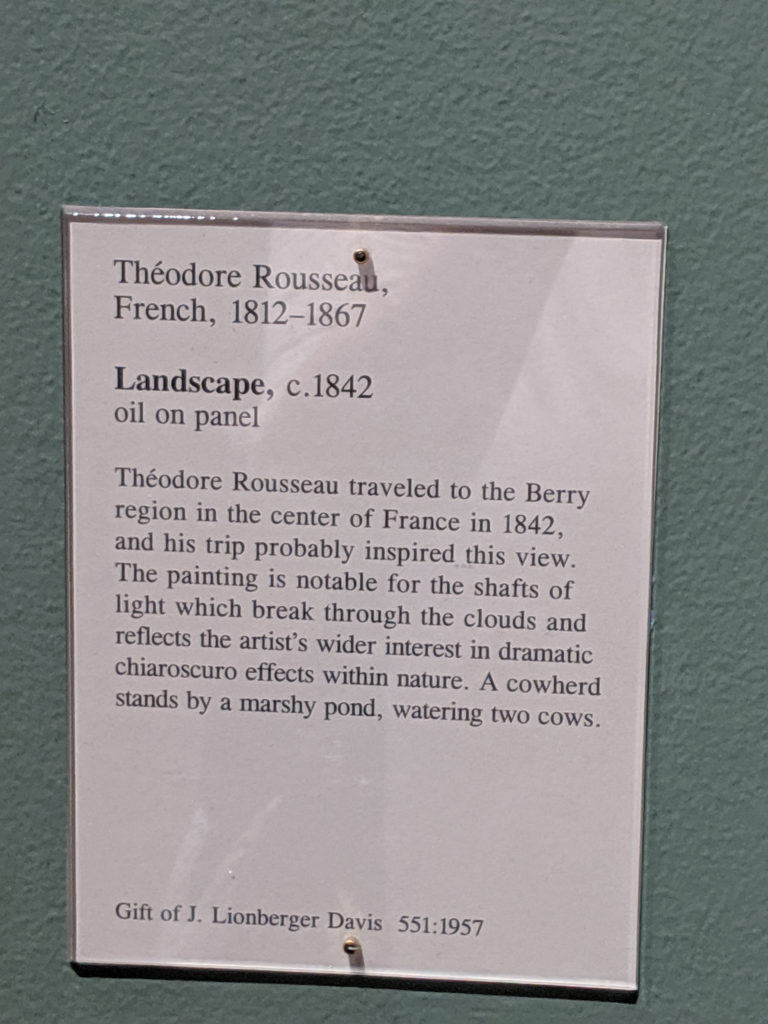 Théodore Rousseau,
French, 1812–1867
Landscape, c.1842
oil on panel
Théodore Rousseau traveled to the Berry
region in the center of France in 1842,
and his trip probably inspired this view.
The painting is notable for the shafts of
light which break through the clouds and
reflects the artist's wider interest in dramatic
chiaroscuro effects within nature. A cowherd
stands by a marshy pond, watering two cows.
Gift of J. Lionberger Davis 551:1957